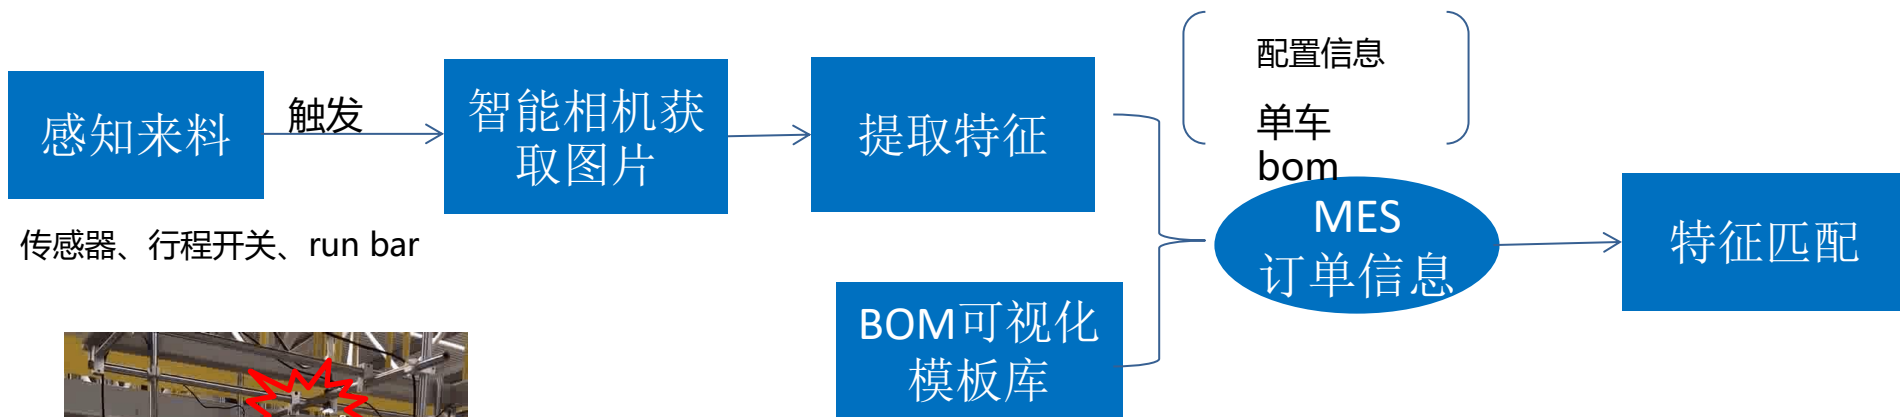 配置信息
单车
bom
感知来料
触发
智能相机获
取图片
提取特征
传感器、行程开关、run bar
MES
订单信息
特征匹配
BOM可视化
模板库